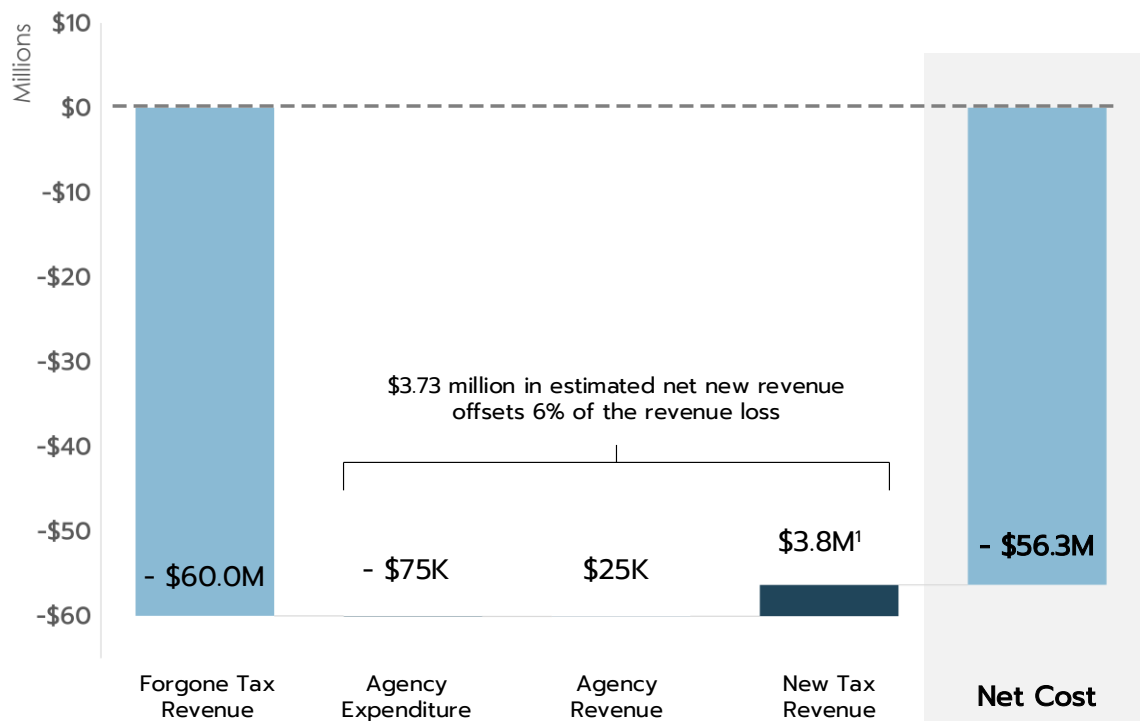 Millions
$10
$0
-$10
-$20
-$30
-$40
-$50
-$60
$3.73 million in estimated net new revenue
offsets 6% of the revenue loss
- $60.0M
- $75K
$25K
$3.8M¹
- $56.3M
Forgone Tax
Revenue
Agency
Expenditure
Agency
Revenue
New Tax
Revenue
Net Cost